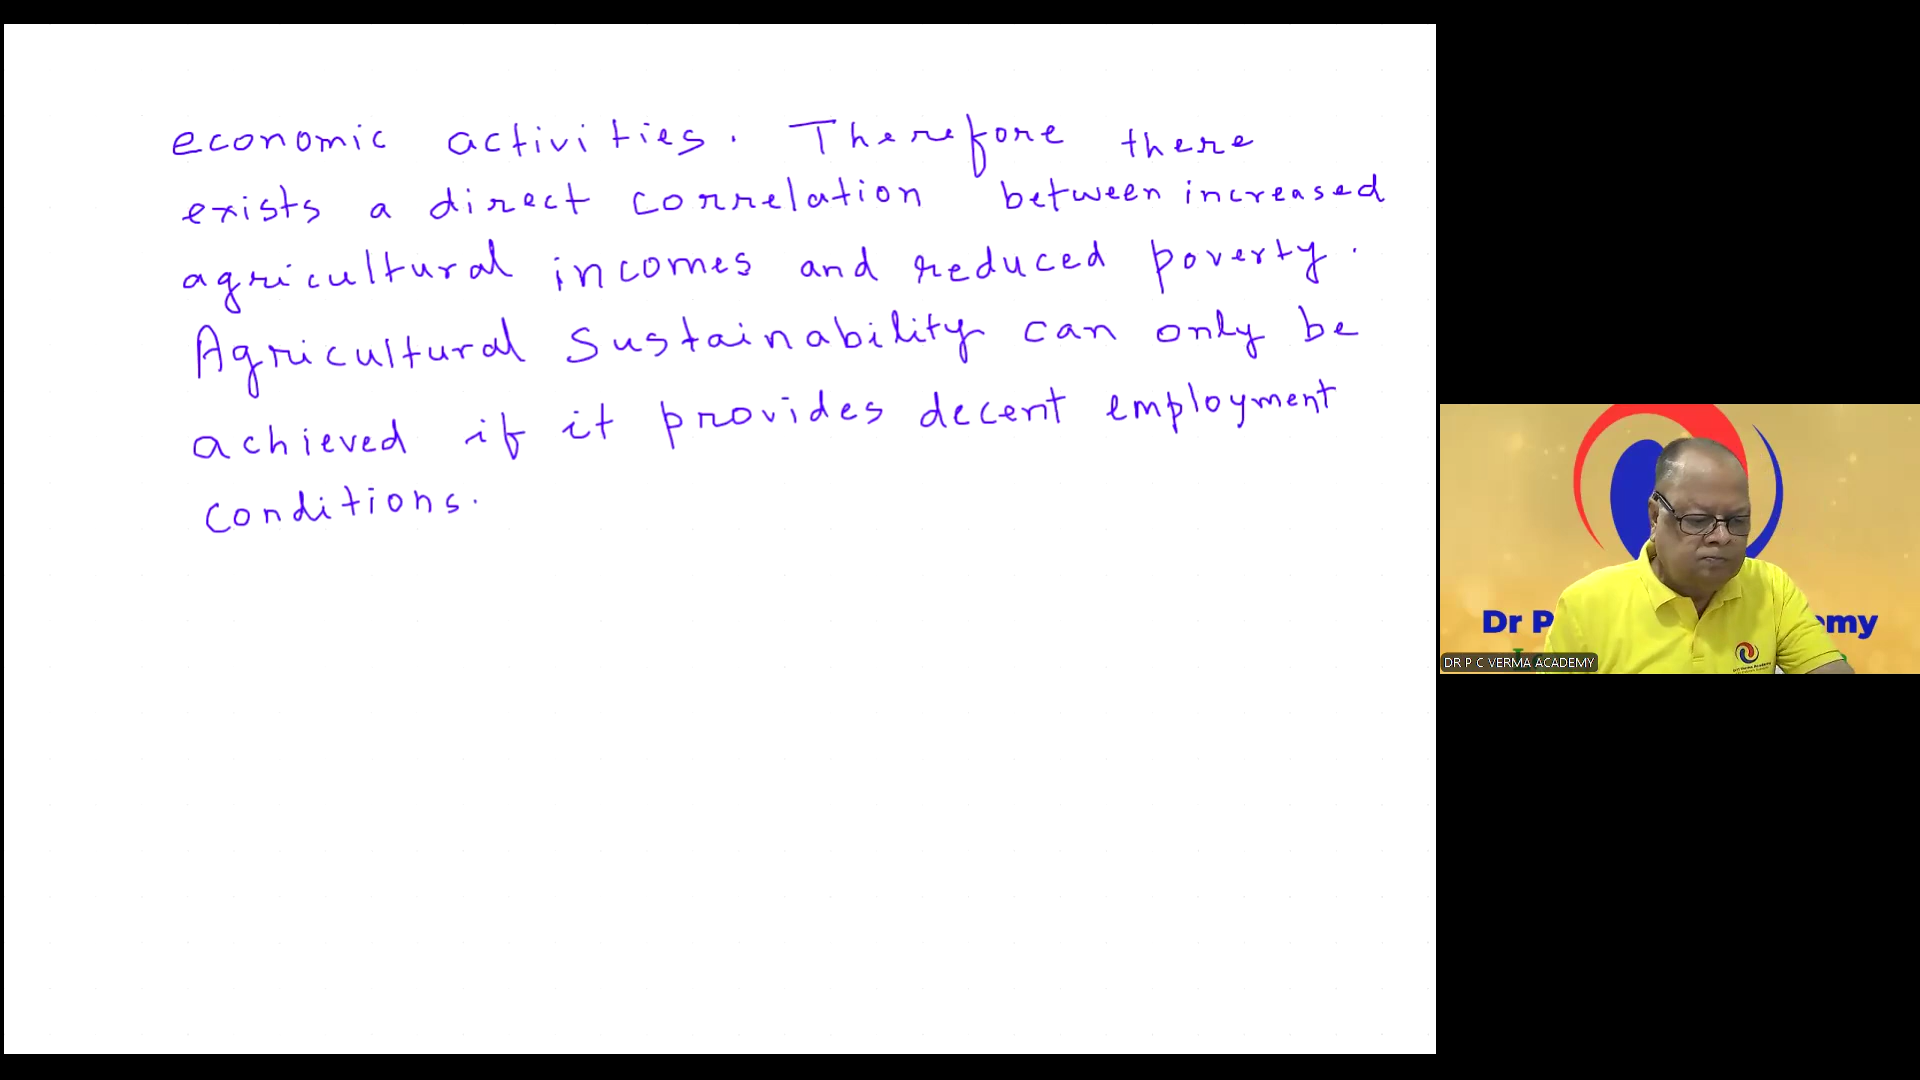 economic activities. Therefore there
exists a direct correlation between increased
agricultural incomes and reduced poverty.
Agricultural Sustainability can only be
achieved if it provides decent employment
conditions.
Dr P
my
DR P C VERMA ACADEMY